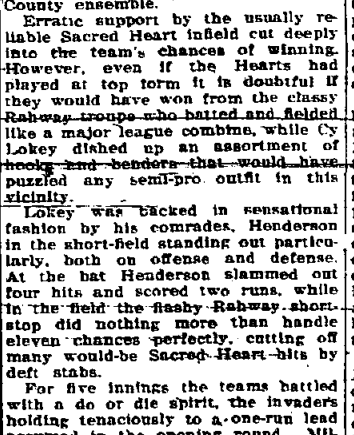 County ensemble.
Erratic support by the usually re-
liable Sacred Heart infield cut deeply
into the team's chances of winning.
However, even if the Hearts had
played at top form it is doubtful if
they would have won from the classy
Rahway troupe who batted and fielded
like a major league combine, while Cy
Lokey dished up an assortment of
hooks and benders that would have
puzzled any semi-pro outfit in this
vicinity.
Lokey was backed in sensational
fashion by his comrades, Henderson
in the short-field standing out particu-
larly, both on offense and defense.
At the bat Henderson slammed out
four hits and scored two runs, while
in the field the flashy Rahway short-
stop did nothing more than handle
eleven chances perfectly, cutting off
many would-be Sacred Heart hits by
deft stabs.
For five innings the teams battled
with a do or die spirit, the invaders
holding tenaciously to a one-run lead
in the opening round.